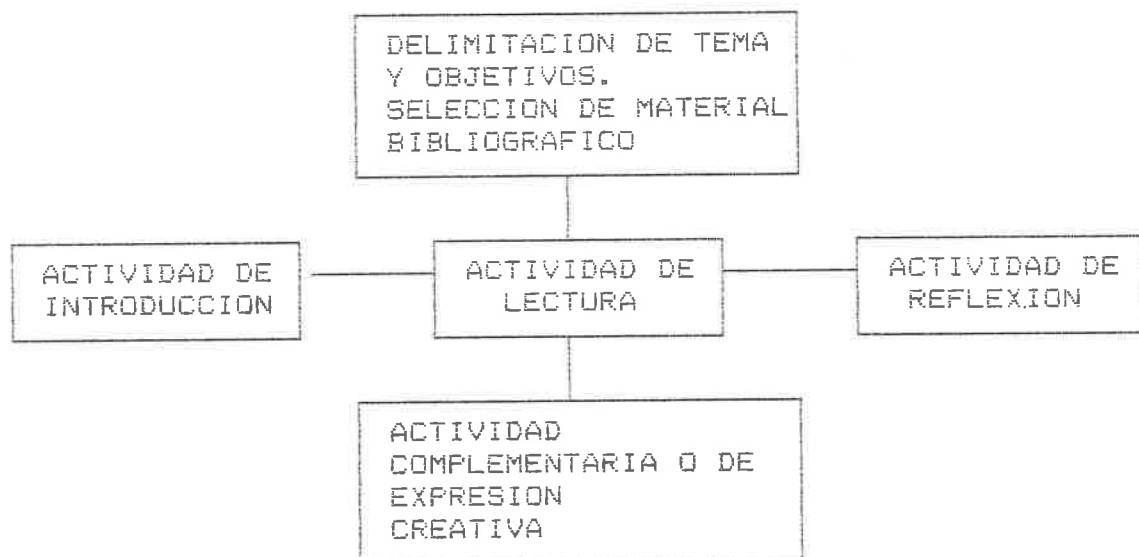 DELIMITACION DE TEMA
Y OBJETIVOS.
SELECCION DE MATERIAL
BIBLIOGRAFICO
ACTIVIDAD DE
INTRODUCCION
ACTIVIDAD DE
LECTURA
ACTIVIDAD DE
REFLEXION
ACTIVIDAD
COMPLEMENTARIA O DE
EXPRESION
CREATIVA